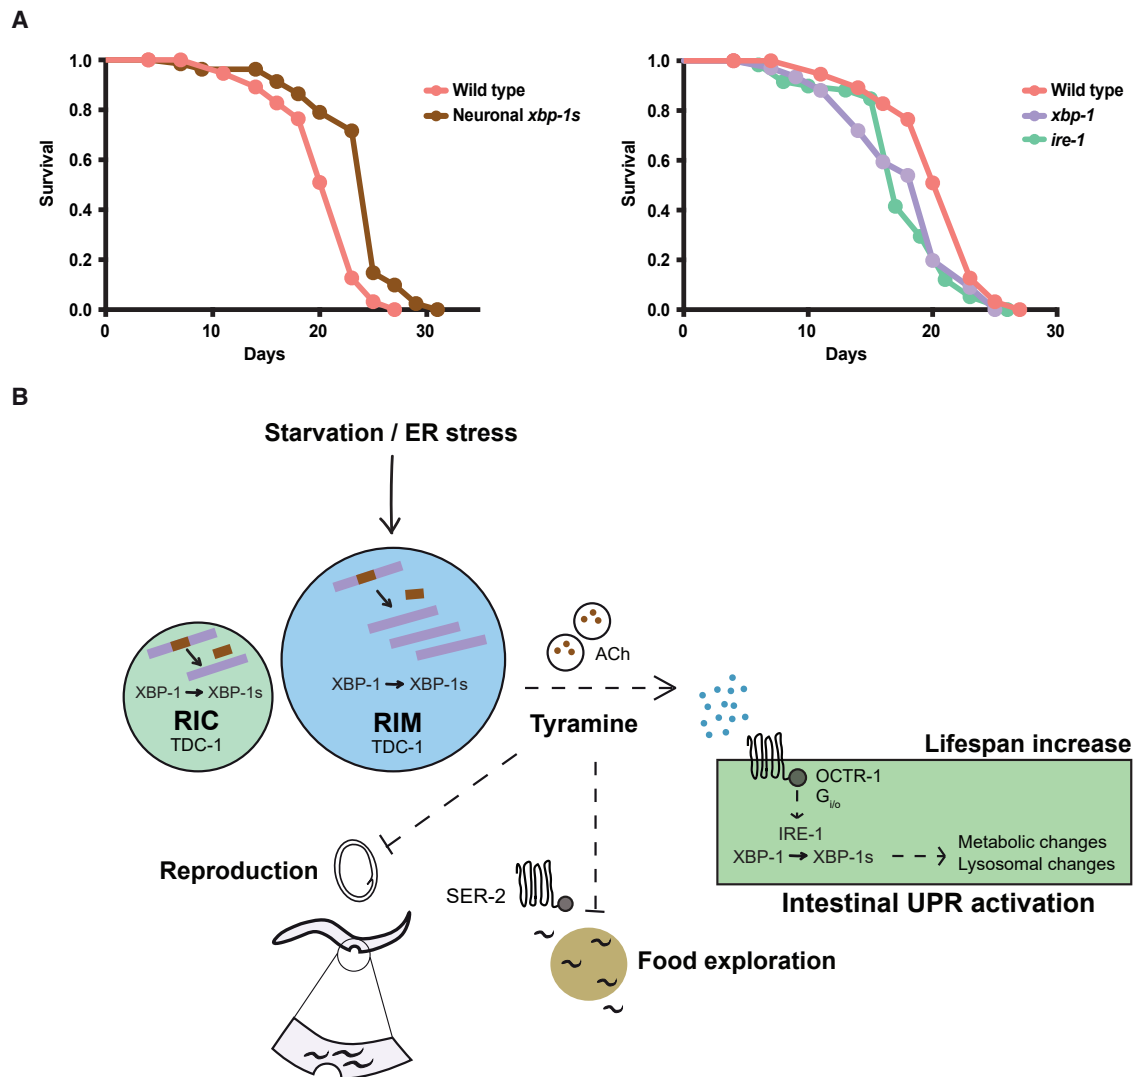 A
1.0
0.8
0.6
0.4
0.2
0.0
Survival
0
10
20
30
Days
Wild type
Neuronal xbp-1s
1.0
0.8
0.6
0.4
0.2
0.0
Survival
0
10
20
30
Days
Wild type
xbp-1
ire-1
B
Starvation / ER stress
XBP-1 XBP-1s
RIC
TDC-1
XBP-1 XBP-1s
RIM
TDC-1
ACh
Tyramine
Lifespan increase
OCTR-1
Gi/o
IRE-1
XBP-1 XBP-1s
Metabolic changes
Lysosomal changes
Intestinal UPR activation
Reproduction
SER-2
Food exploration